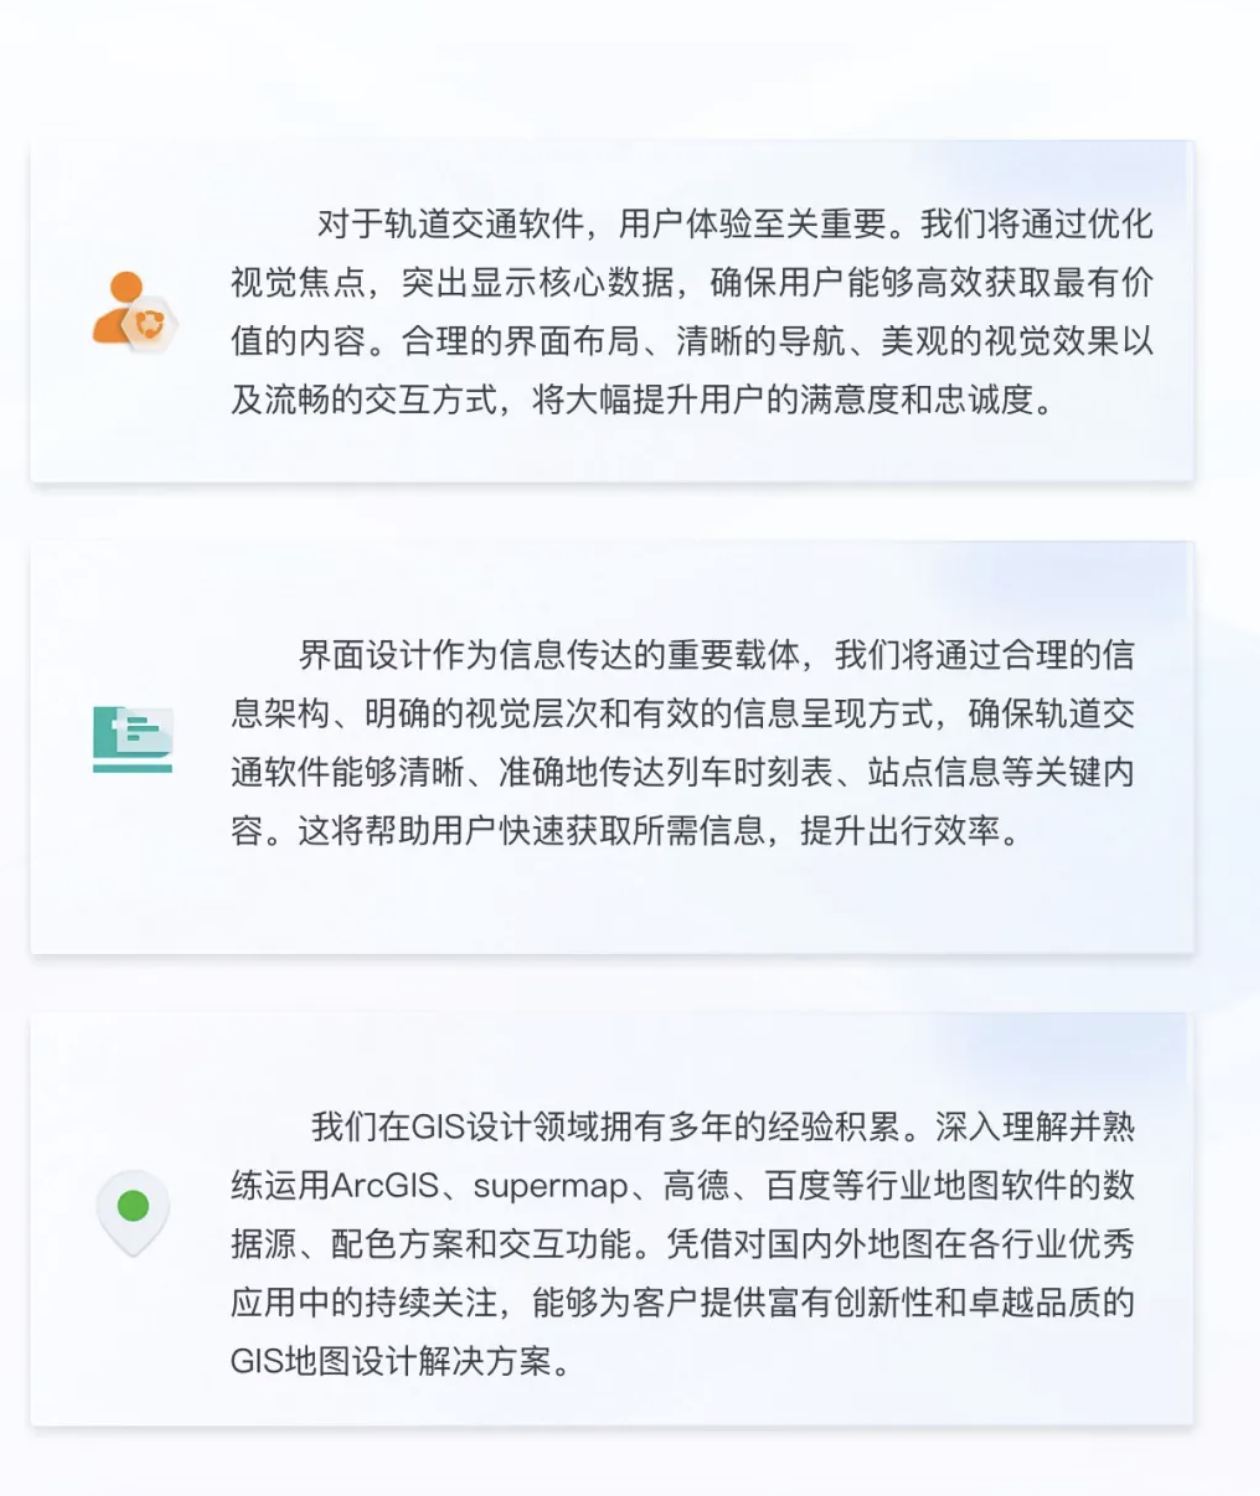 对于轨道交通软件，用户体验至关重要。我们将通过优化
视觉焦点，突出显示核心数据，确保用户能够高效获取最有价
值的内容。合理的界面布局、清晰的导航、美观的视觉效果以
及流畅的交互方式，将大幅提升用户的满意度和忠诚度。
界面设计作为信息传达的重要载体，我们将通过合理的信
息架构、明确的视觉层次和有效的信息呈现方式，确保轨道交
通软件能够清晰、准确地传达列车时刻表、站点信息等关键内
容。这将帮助用户快速获取所需信息，提升出行效率。
我们在GIS设计领域拥有多年的经验积累。深入理解并熟
练运用ArcGIS、supermap、高德、百度等行业地图软件的数
据源、配色方案和交互功能。凭借对国内外地图在各行业优秀
应用中的持续关注，能够为客户提供富有创新性和卓越品质的
GIS地图设计解决方案。